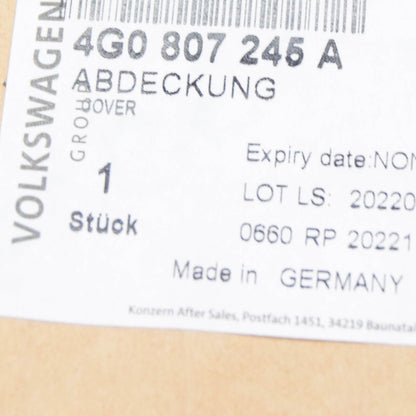 4G0 807 245 A
ABDECKUNG
COVER
VOLKSWAGEN
GROUP
1
Stück
Expiry date:NON
LOT LS: 20220
0660 RP 20221
Made in GERMANY
Konzern After Sales, Postfach 1451, 34219 Baunatal